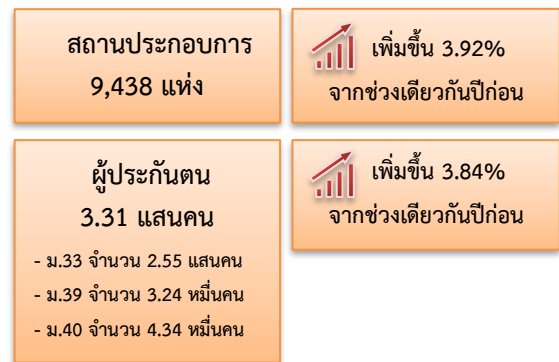 สถานประกอบการ
9,438 แห่ง
เพิ่มขึ้น 3.92%
จากช่วงเดียวกันปีก่อน
ผู้ประกันตน
3.31 แสนคน
- ม.33 จำนวน 2.55 แสนคน
- ม.39 จำนวน 3.24 หมื่นคน
- ม.40 จำนวน 4.34 หมื่นคน
เพิ่มขึ้น 3.84%
จากช่วงเดียวกันปีก่อน